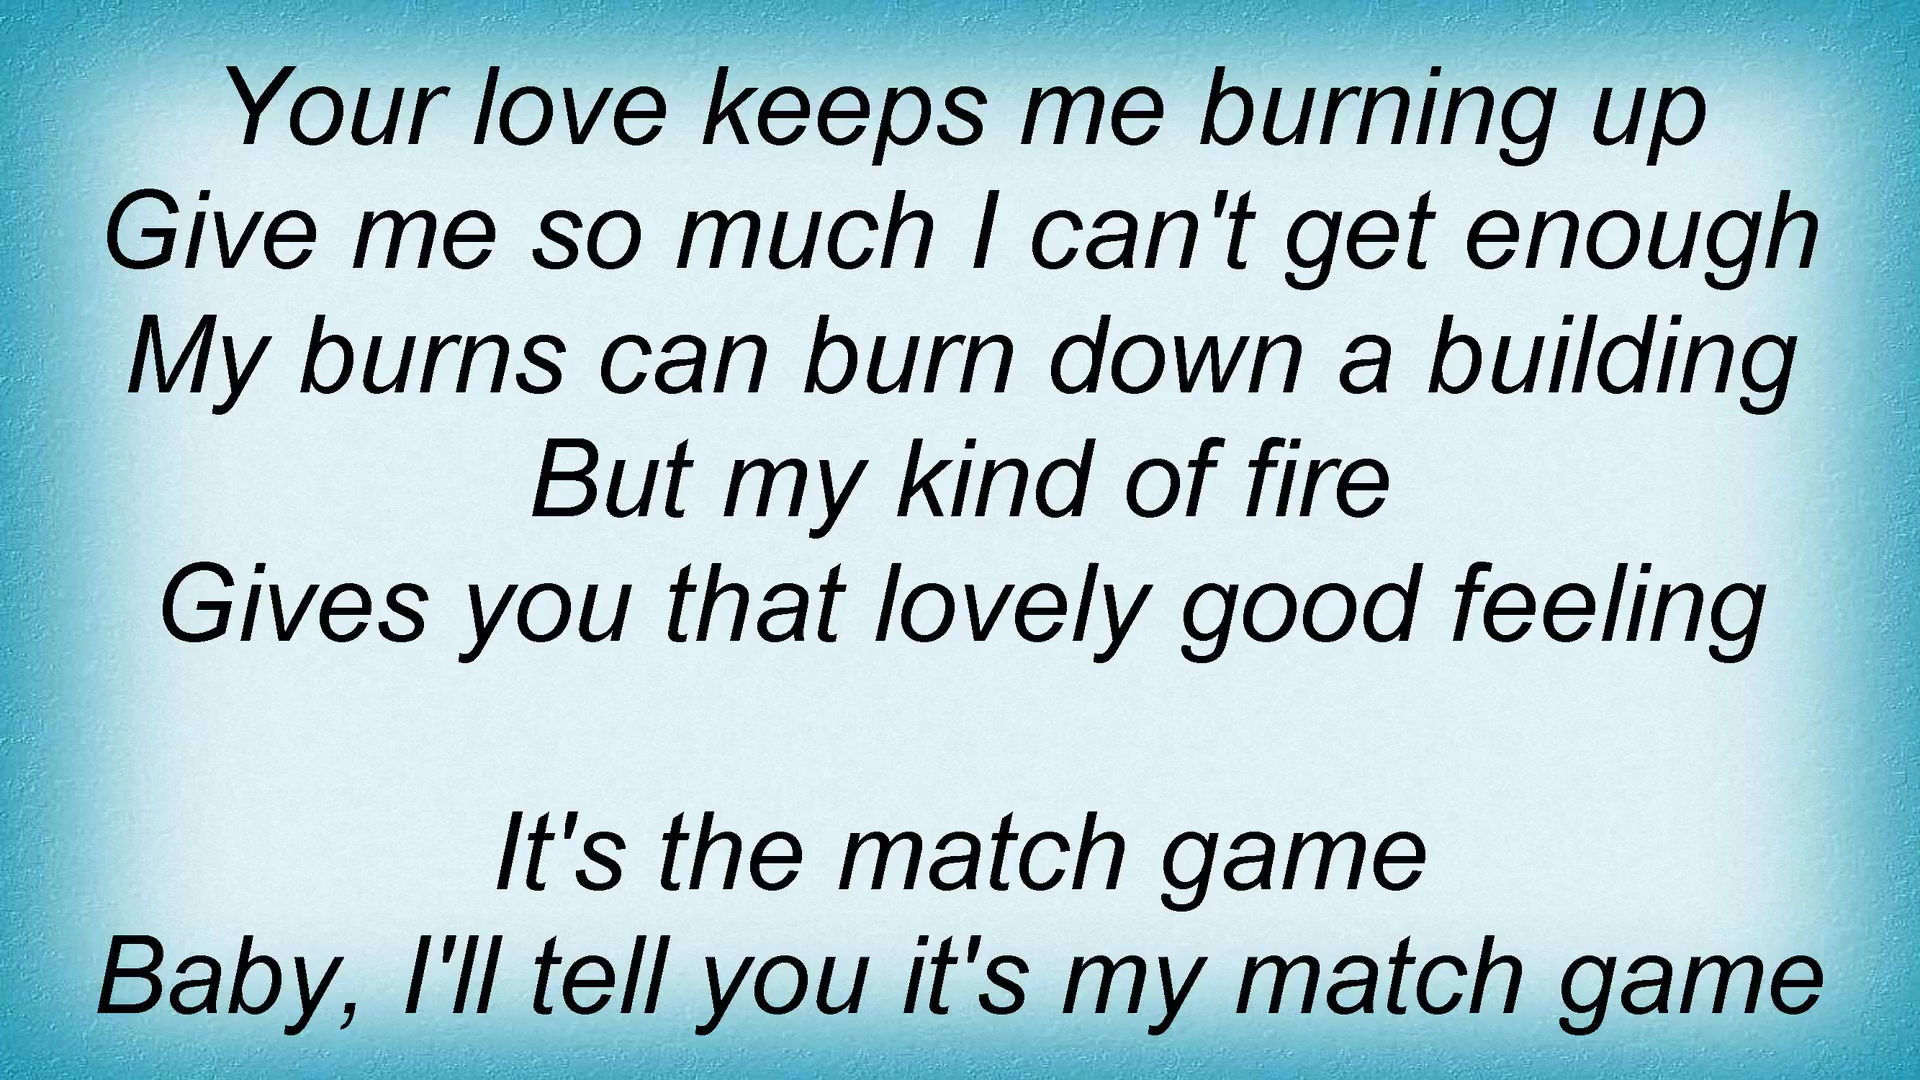 Your love keeps me burning up
Give me so much I can't get enough
My burns can burn down a building
But my kind of fire
Gives you that lovely good feeling
It's the match game
Baby, I'll tell you it's my match game